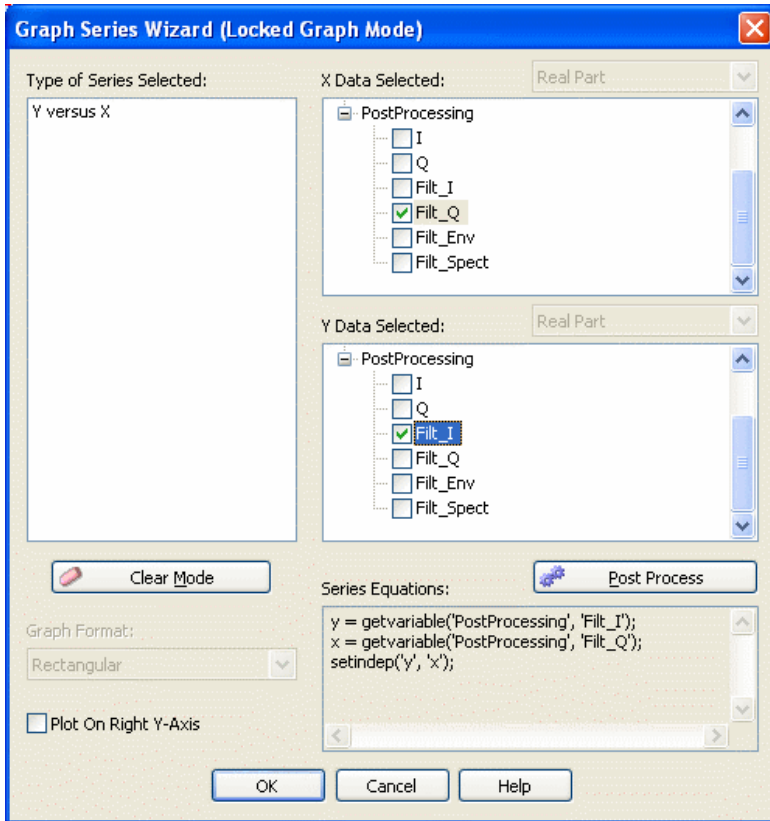 Graph Series Wizard (Locked Graph Mode)
Type of Series Selected:
Y versus X
X Data Selected:
Real Part
PostProcessing
I
Q
Filt_I
Filt_Q
Filt_Env
Filt_Spect
Y Data Selected:
Real Part
PostProcessing
I
Q
Filt_I
Filt_Q
Filt_Env
Filt_Spect
Clear Mode
Post Process
Graph Format:
Rectangular
Plot On Right Y-Axis
Series Equations:
y = getvariable('PostProcessing', 'Filt_I');
x = getvariable('PostProcessing', 'Filt_Q');
setindep('y', 'x');
OK
Cancel
Help